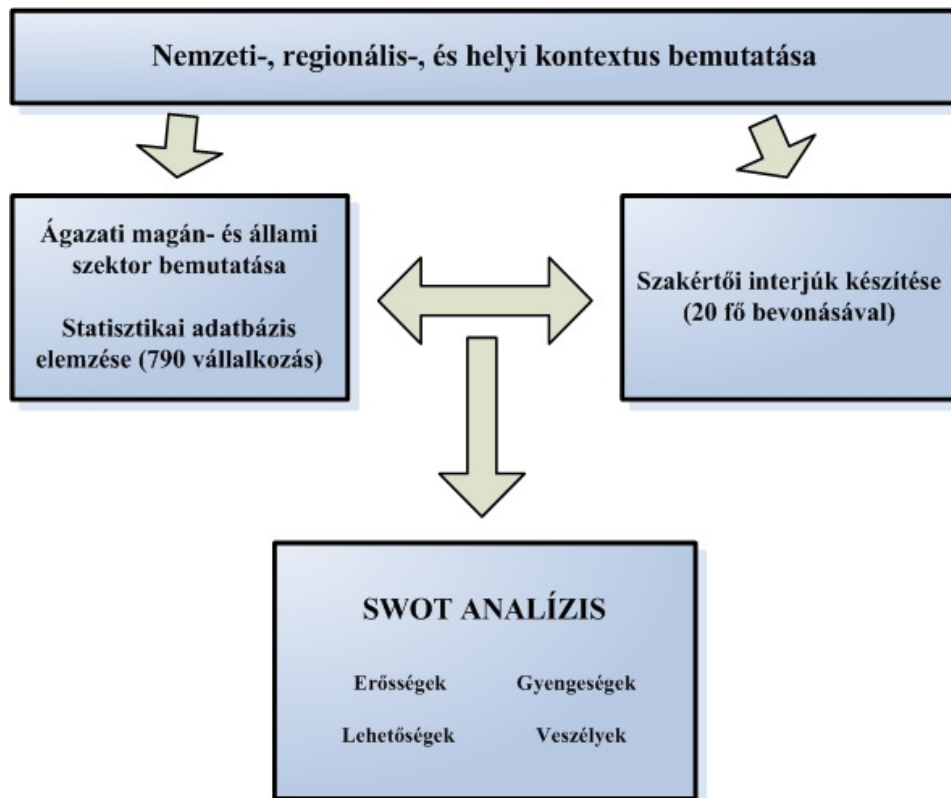 Nemzeti-, regionális-, és helyi kontextus bemutatása
Ágazati magán- és állami
szektor bemutatása
Statisztikai adatbázis
elemzése (790 vállalkozás)
Szakértői interjúk készítése
(20 fő bevonásával)
SWOT ANALÍZIS
Erősségek Gyengeségek
Lehetőségek Veszélyek